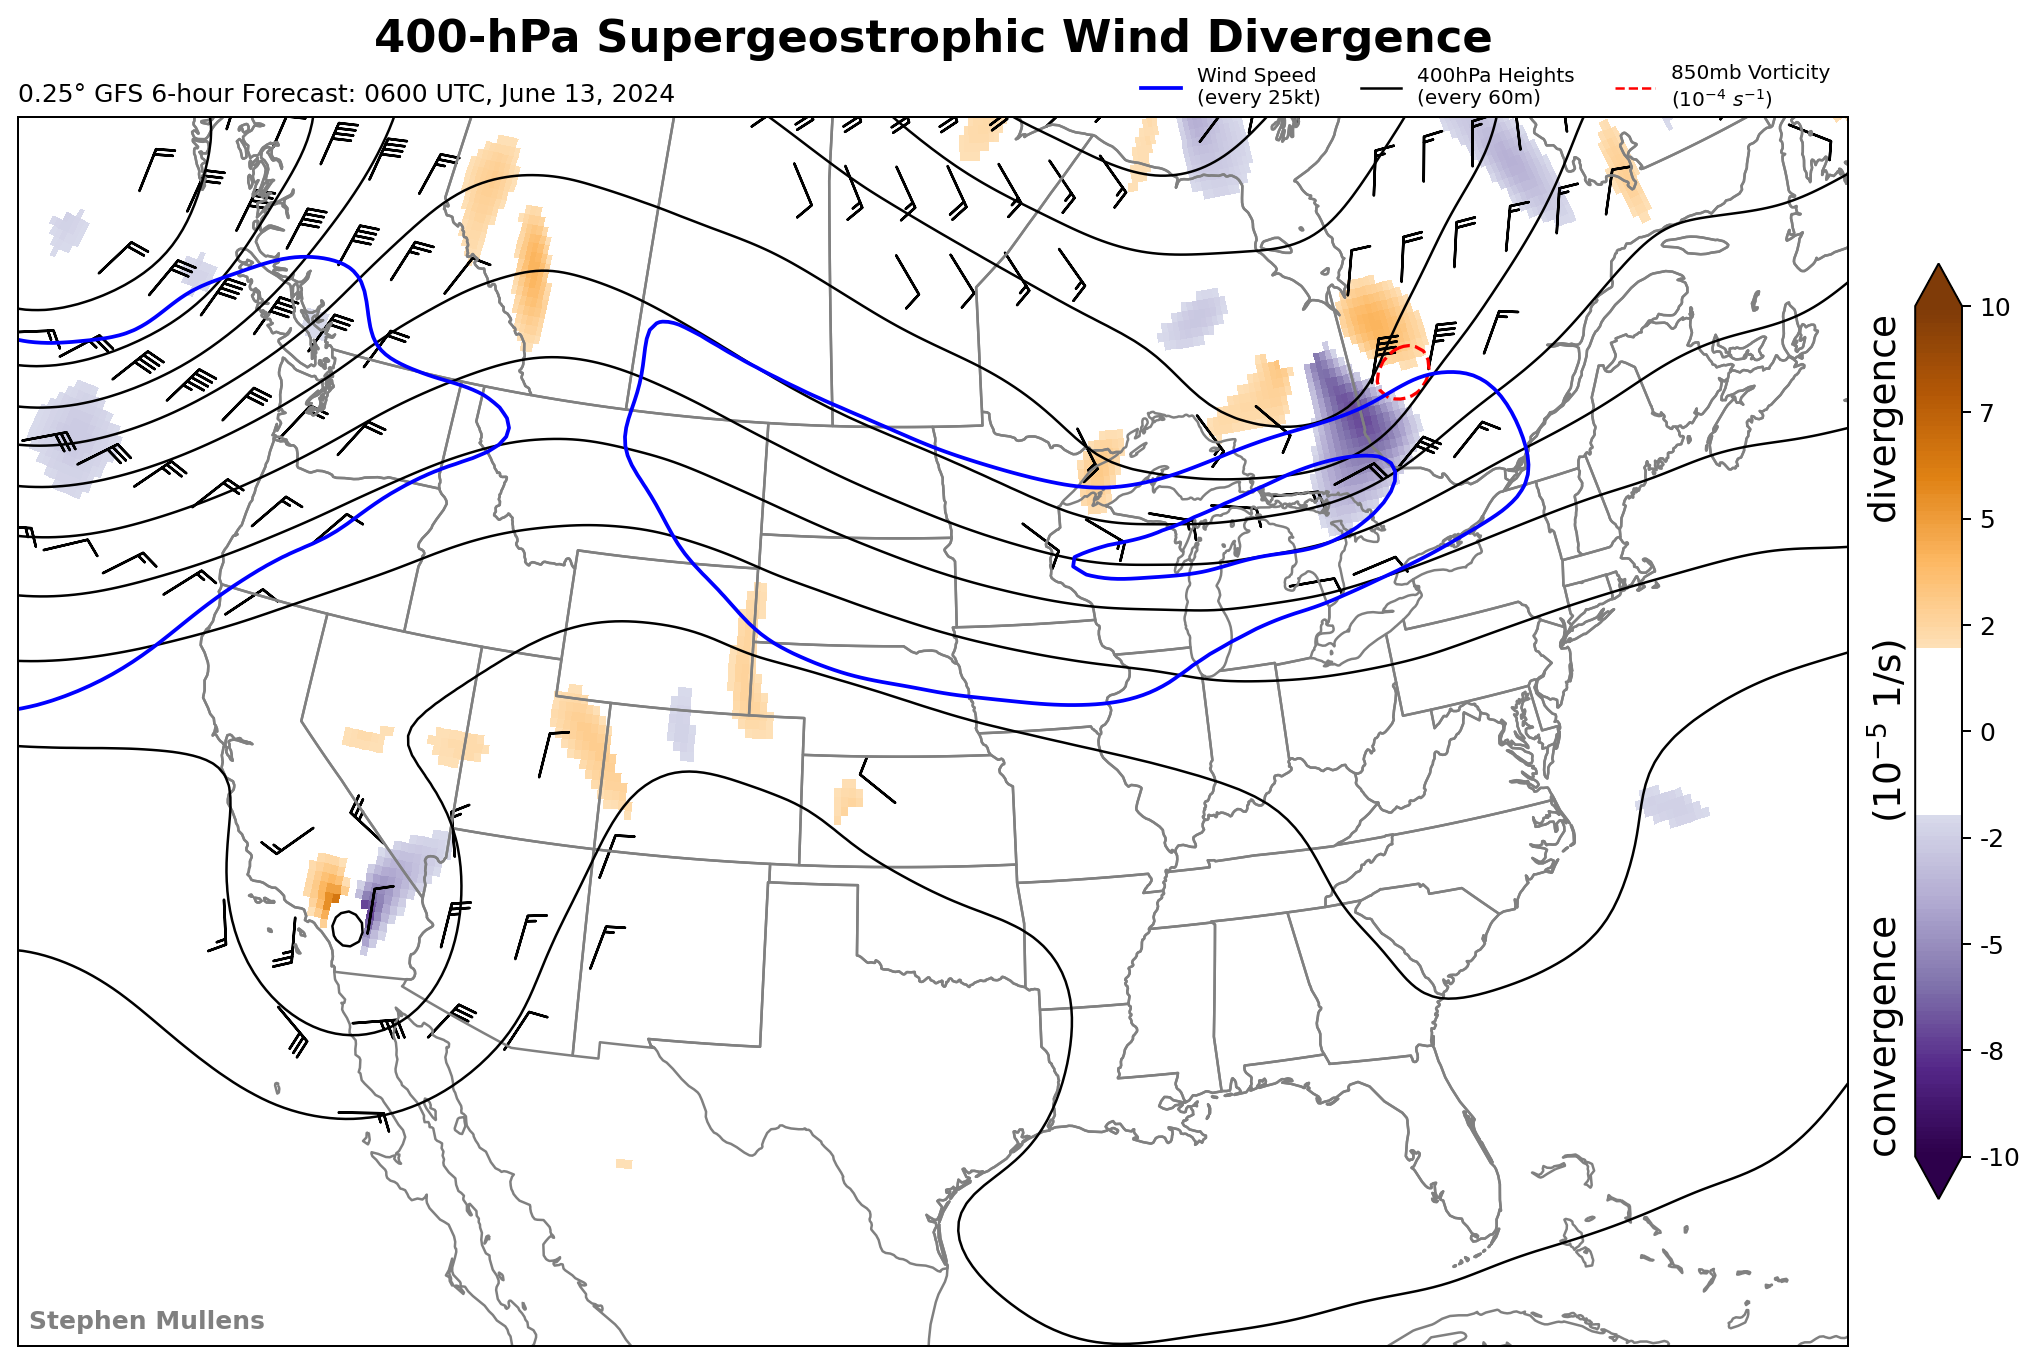 400-hPa Supergeostrophic Wind Divergence
0.25° GFS 6-hour Forecast: 0600 UTC, June 13, 2024
Wind Speed
(every 25kt)
400hPa Heights
(every 60m)
850mb Vorticity
(10⁻⁴ s⁻¹)
10
7
5
2
0
-2
-5
-8
-10
convergence (10⁻⁵ 1/s) divergence
Stephen Mullens